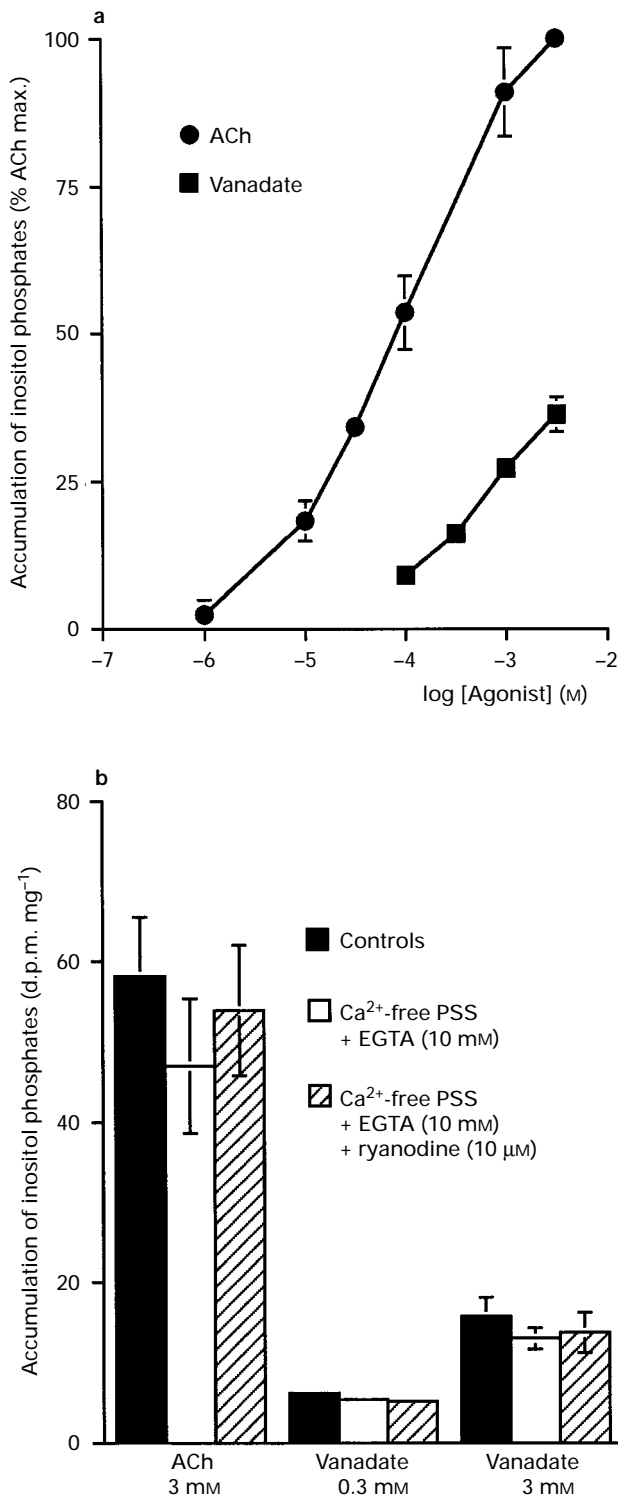 a
Accumulation of inositol phosphates (% ACh max.)
100
75
50
25
0
ACh
Vanadate
−7
−6
−5
−4
−3
−2
log [Agonist] (M)
b
Accumulation of inositol phosphates (d.p.m. mg⁻¹)
80
60
40
20
0
Controls
Ca²⁺-free PSS
+ EGTA (10 mM)
Ca²⁺-free PSS
+ EGTA (10 mM)
+ ryanodine (10 μM)
ACh
3 mM
Vanadate
0.3 mM
Vanadate
3 mM